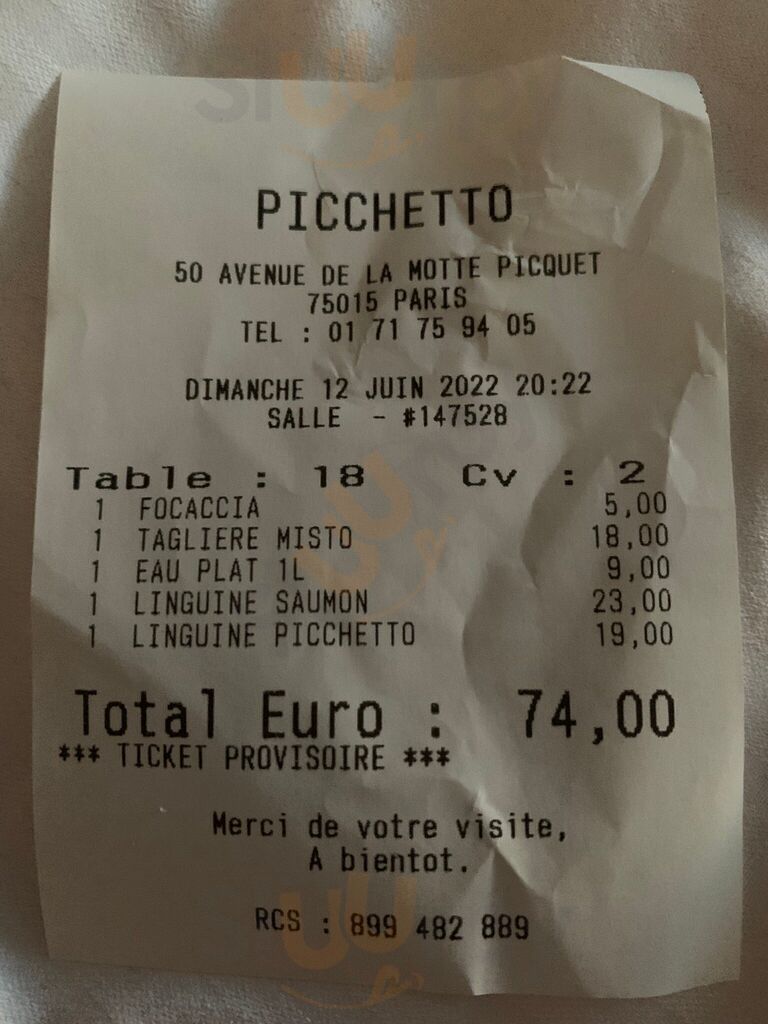 PICCHETTO
50 AVENUE DE LA MOTTE PICQUET
75015 PARIS
TEL : 01 71 75 94 05
DIMANCHE 12 JUIN 2022 20:22
SALLE - #147528
Table : 18 Cv : 2
1 FOCACCIA 5,00
1 TAGLIERE MISTO 18,00
1 EAU PLAT 1L 9,00
1 LINGUINE SAUMON 23,00
1 LINGUINE PICCHETTO 19,00
Total Euro : 74,00
*** TICKET PROVISOIRE ***
Merci de votre visite,
A bientot.
RCS : 899 482 889